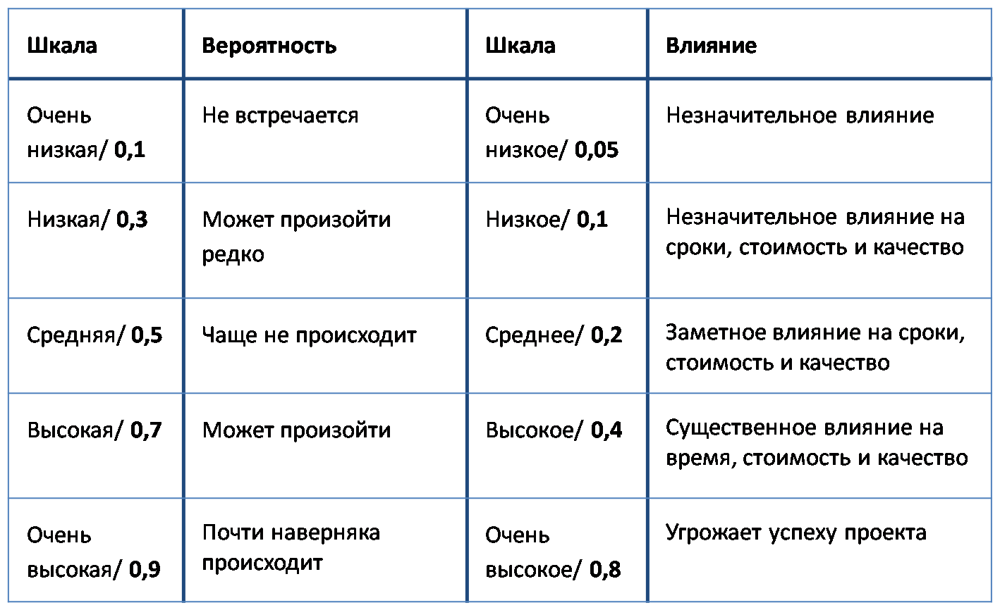 Шкала
Вероятность
Шкала
Влияние
Очень
низкая/ 0,1
Не встречается
Очень
низкое/ 0,05
Незначительное влияние
Низкая/ 0,3
Может произойти
редко
Низкое/ 0,1
Незначительное влияние на
сроки, стоимость и качество
Средняя/ 0,5
Чаще не происходит
Среднее/ 0,2
Заметное влияние на сроки,
стоимость и качество
Высокая/ 0,7
Может произойти
Высокое/ 0,4
Существенное влияние на
время, стоимость и качество
Очень
высокая/ 0,9
Почти наверняка
происходит
Очень
высокое/ 0,8
Угрожает успеху проекта